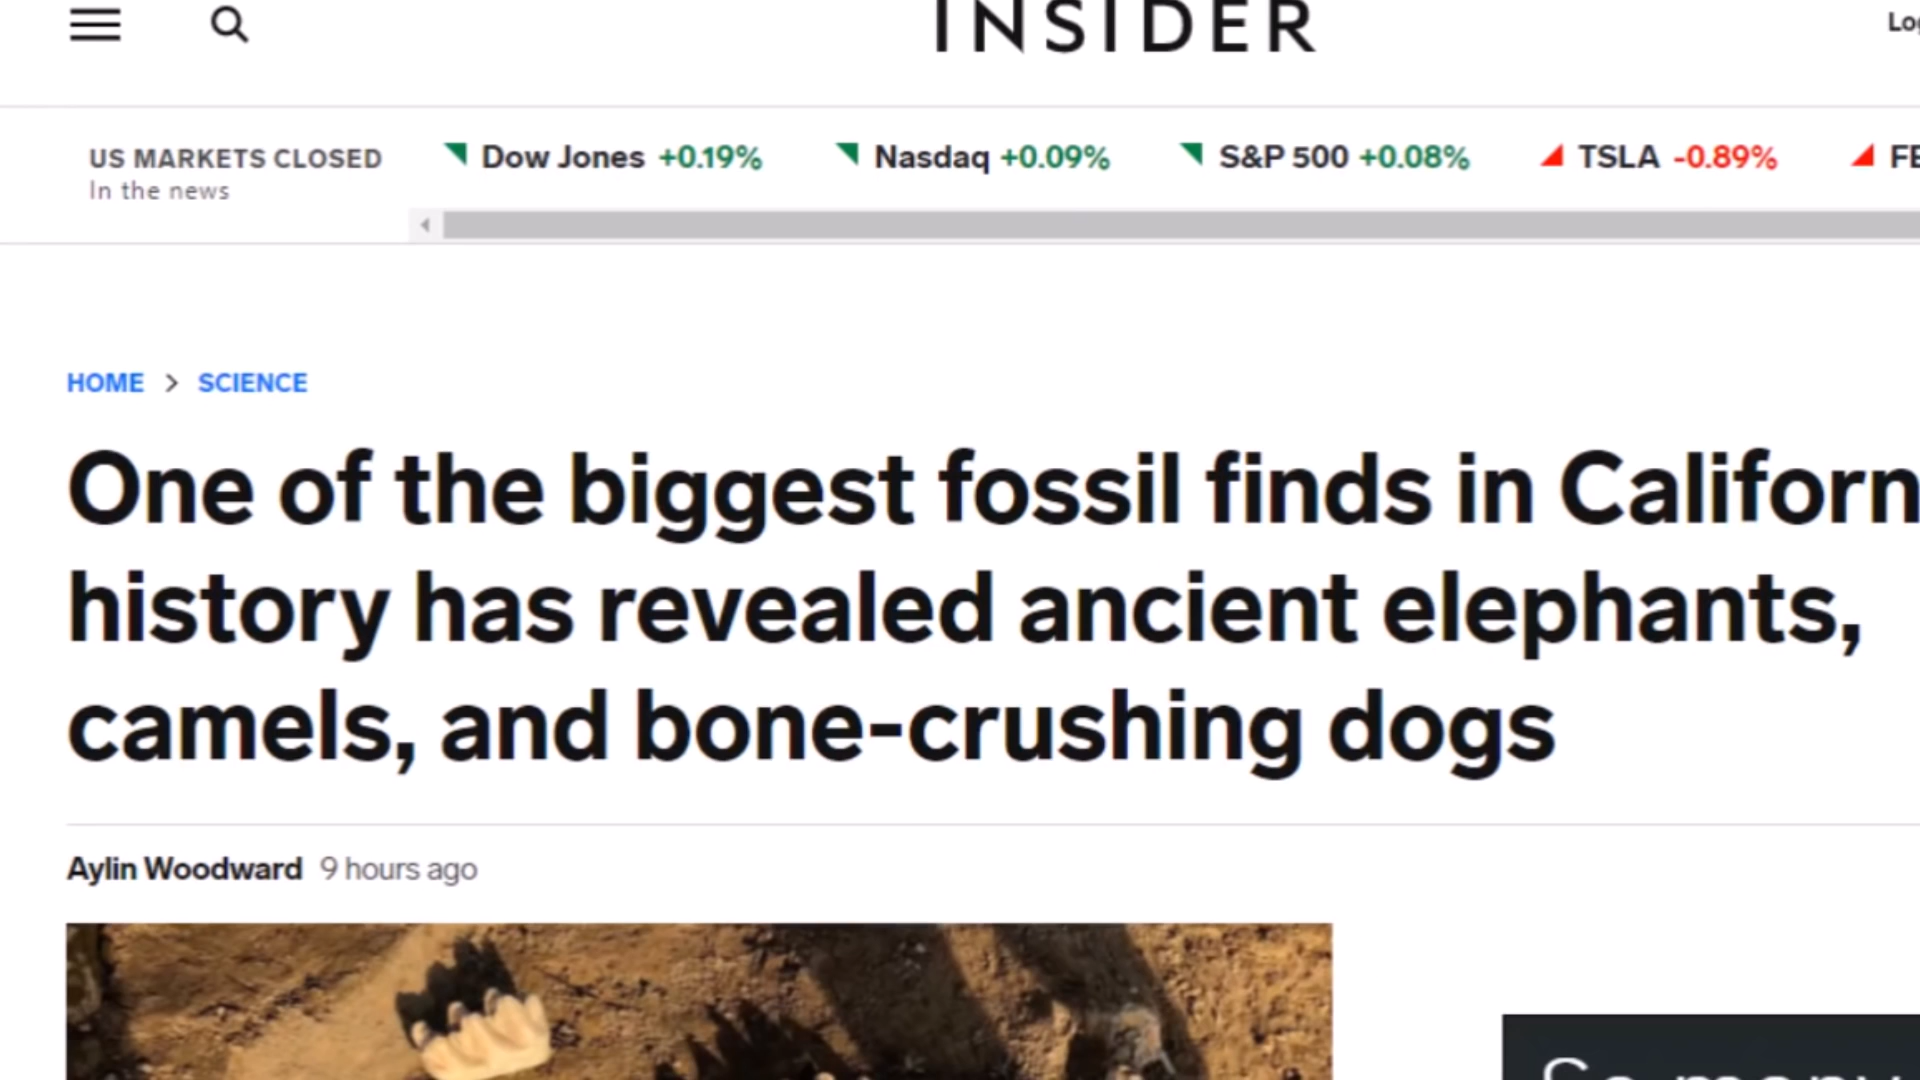 INSIDER
US MARKETS CLOSED
In the news
Dow Jones +0.19%
Nasdaq +0.09%
S&P 500 +0.08%
TSLA -0.89%
HOME > SCIENCE
One of the biggest fossil finds in Californ
history has revealed ancient elephants,
camels, and bone-crushing dogs
Aylin Woodward 9 hours ago